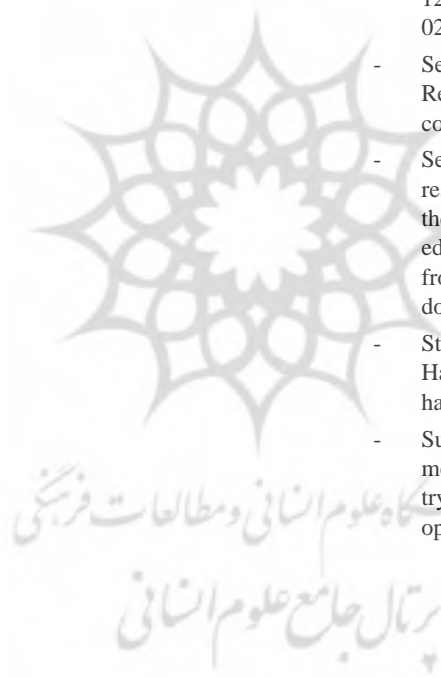 12
02
- Se
Re
co
- Se
re
the
ed
fro
do
- St
Ha
ha
- Su
me
try
op
گاه علوم انسانی و مطالعات فرهنگی
پرتال جامع علوم انسانی